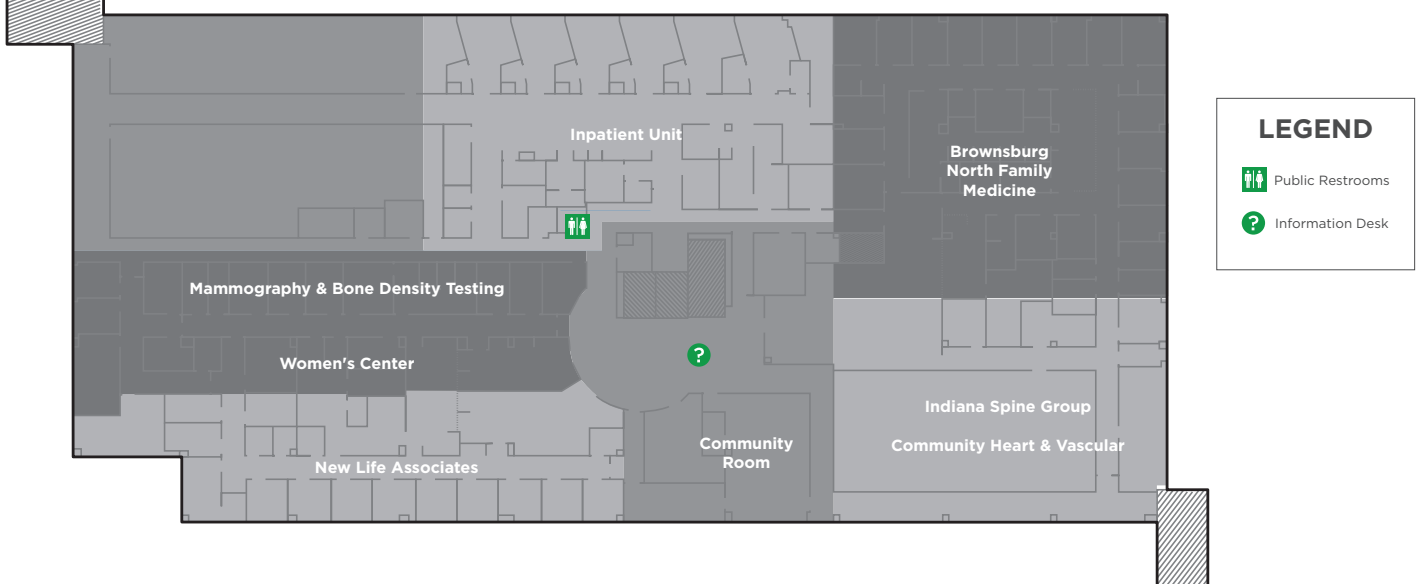 Inpatient Unit
Brownsburg
North Family
Medicine
LEGEND
Public Restrooms
?
Information Desk
Mammography & Bone Density Testing
Women's Center
?
Indiana Spine Group
Community Heart & Vascular
Community
Room
New Life Associates